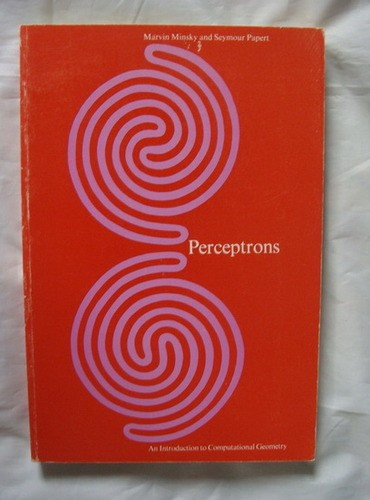 Marvin Minsky and Seymour Papert
Perceptrons
An Introduction to Computational Geometry